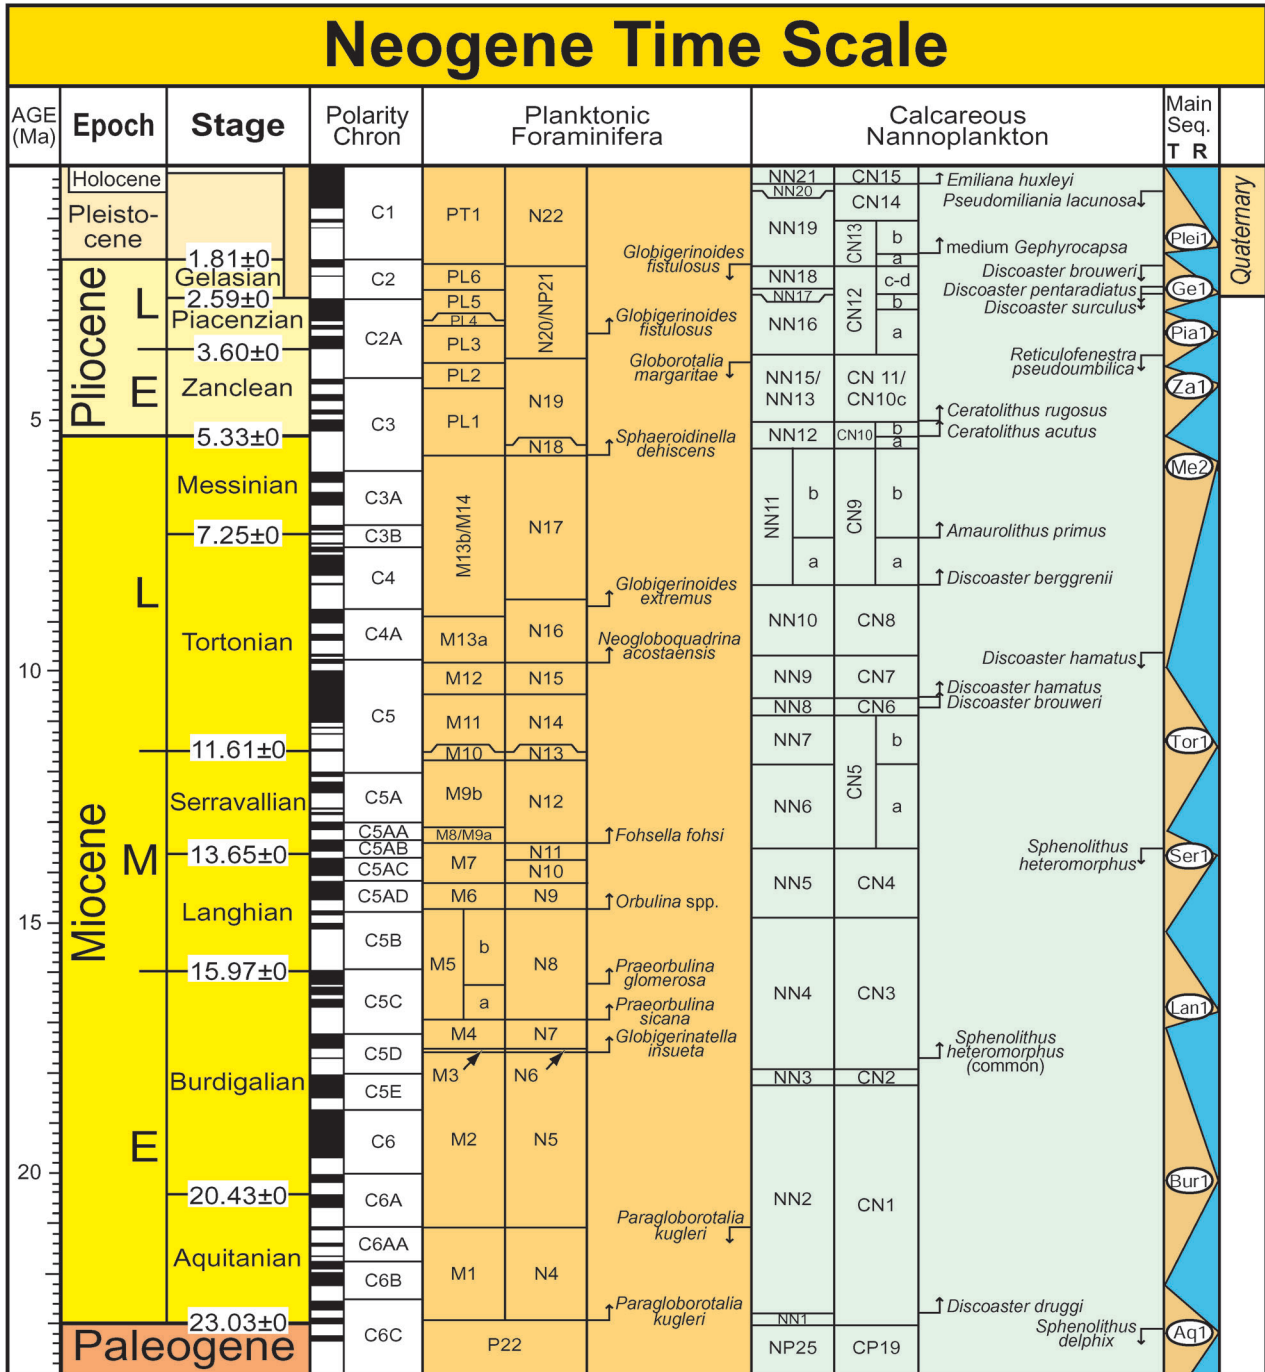 Neogene Time Scale
AGE
(Ma)
Epoch
Stage
Polarity
Chron
Planktonic
Foraminifera
Calcareous
Nannoplankton
Main
Seq.
T R
Holocene
Pleisto-
cene
Pliocene
L
E
Miocene
L
M
E
Paleogene
5
10
15
20
1.81±0
Gelasian
2.59±0
Piacenzian
3.60±0
Zanclean
5.33±0
Messinian
7.25±0
Tortonian
11.61±0
Serravallian
13.65±0
Langhian
15.97±0
Burdigalian
20.43±0
Aquitanian
23.03±0
C1
C2
C2A
C3
C3A
C3B
C4
C4A
C5
C5A
C5AA
C5AB
C5AC
C5AD
C5B
C5C
C5D
C5E
C6
C6A
C6AA
C6B
C6C
PT1
PL6
PL5
PL4
PL3
PL2
PL1
M13b/M14
M13a
M12
M11
M10
M9b
M8/M9a
M7
M6
M5
b
a
M4
M3
M2
M1
P22
N22
N20/NP21
N19
N18
N17
N16
N15
N14
N13
N12
N11
N10
N9
N8
N7
N6
N5
N4
Globigerinoides
fistulosus
Globigerinoides
fistulosus
Globorotalia
margaritae
Sphaeroidinella
dehiscens
Globigerinoides
extremus
Neogloboquadrina
acostaensis
Fohsella fohsi
Orbulina spp.
Praeorbulina
glomerosa
Praeorbulina
sicana
Globigerinatella
insueta
Paragloborotalia
kugleri
Paragloborotalia
kugleri
NN21
NN20
NN19
NN18
NN17
NN16
NN15/
NN13
NN12
NN11
b
a
NN10
NN9
NN8
NN7
NN6
NN5
NN4
NN3
NN2
NN1
NP25
CN15
CN14
CN13
b
a
CN12
c-d
b
a
CN 11/
CN10c
CN10
b
a
CN9
b
a
CN8
CN7
CN6
CN5
b
a
CN4
CN3
CN2
CN1
CP19
Emiliana huxleyi
Pseudomiliania lacunosa
medium Gephyrocapsa
Discoaster brouweri
Discoaster pentaradiatus
Discoaster surculus
Reticulofenestra
pseudoumbilica
Ceratolithus rugosus
Ceratolithus acutus
Amaurolithus primus
Discoaster berggrenii
Discoaster hamatus
Discoaster hamatus
Discoaster brouweri
Sphenolithus
heteromorphus
Sphenolithus
heteromorphus
(common)
Discoaster druggi
Sphenolithus
delphix
Plei1
Ge1
Pia1
Za1
Me2
Tor1
Ser1
Lan1
Bur1
Aq1
Quaternary